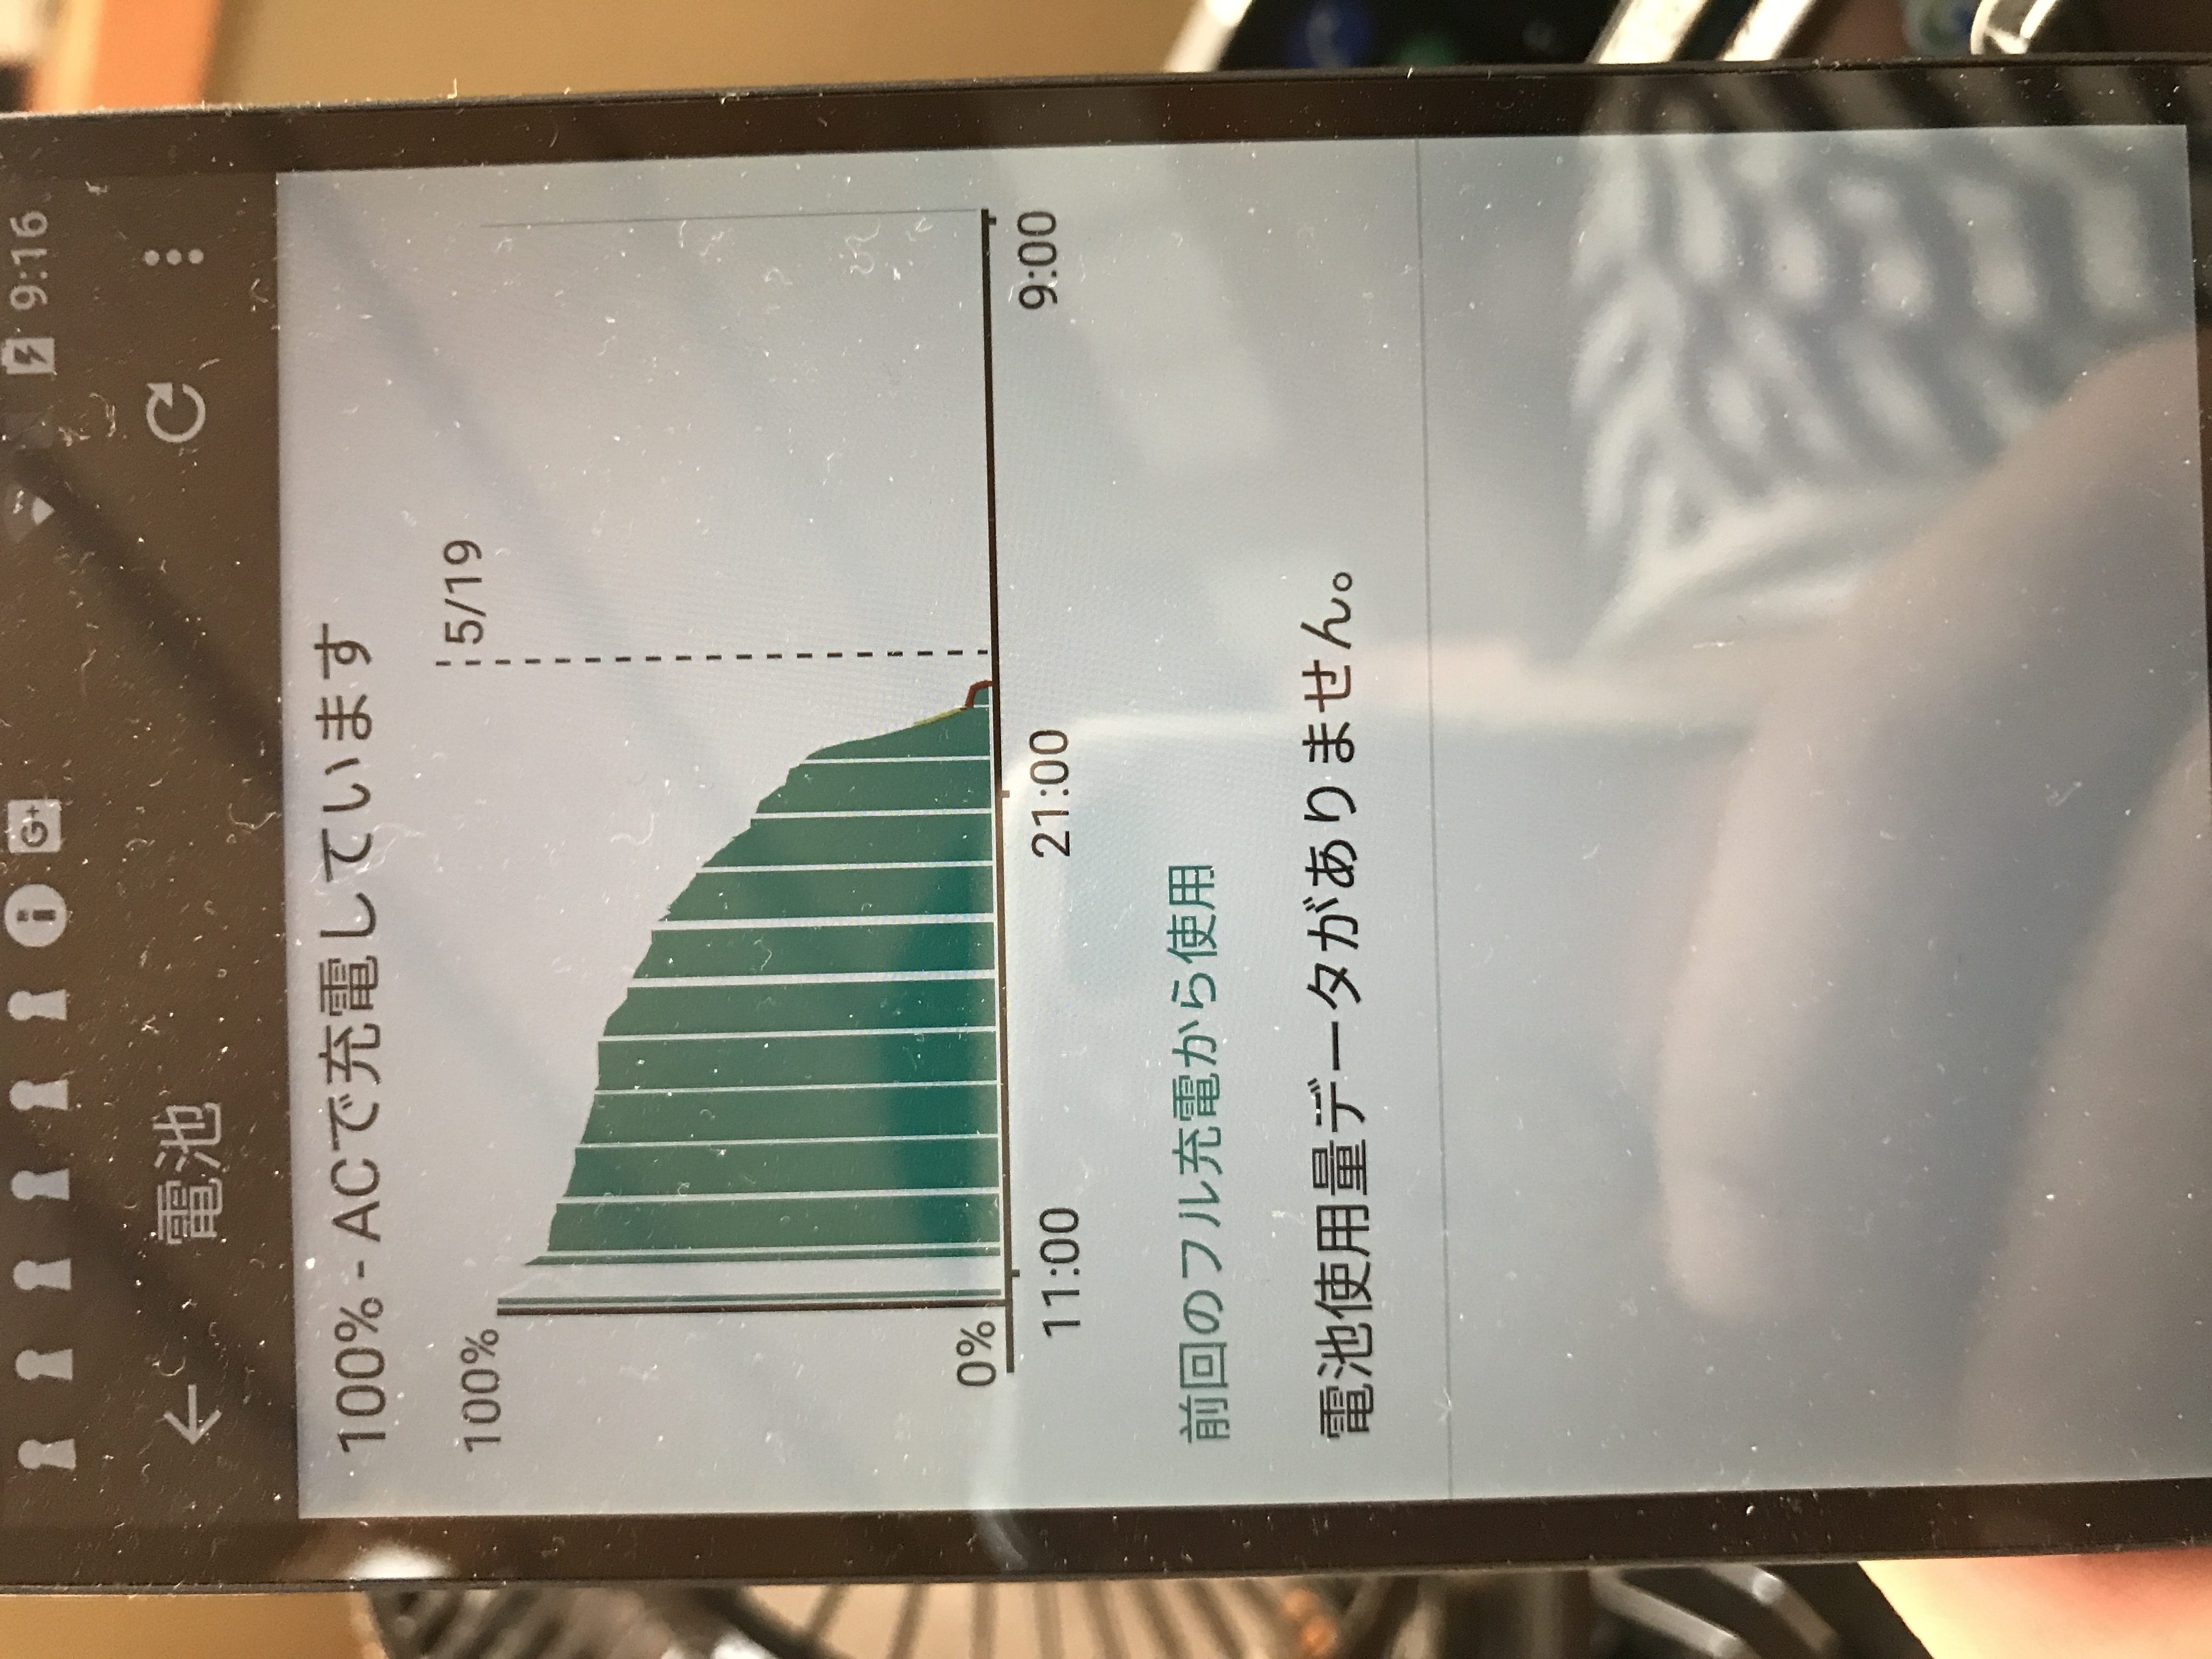 G+ 9:16
電池
100% - ACで充電しています
5/19
100%
0%
11:00 21:00 9:00
前回のフル充電から使用
電池使用量データがありません。